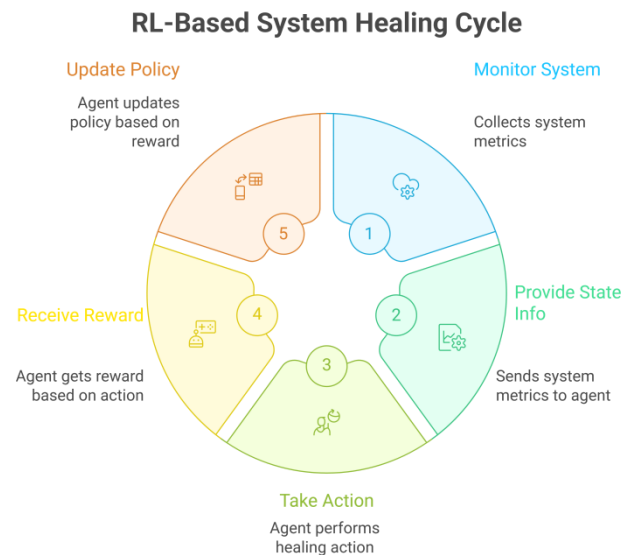 RL-Based System Healing Cycle
Monitor System
Collects system
metrics
1
Provide State
Info
Sends system
metrics to agent
2
Take Action
Agent performs
healing action
3
Receive Reward
Agent gets reward
based on action
4
Update Policy
Agent updates
policy based on
reward
5